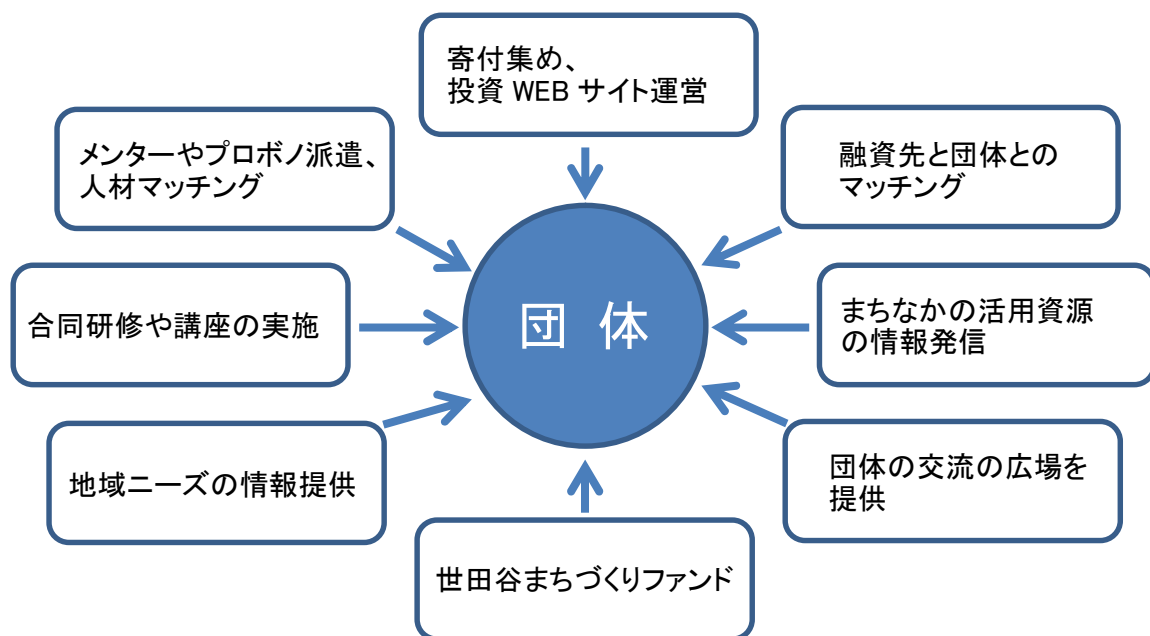 寄付集め、
投資 WEB サイト運営
メンターやプロボノ派遣、
人材マッチング
融資先と団体との
マッチング
合同研修や講座の実施
団 体
まちなかの活用資源
の情報発信
地域ニーズの情報提供
団体の交流の広場を
提供
世田谷まちづくりファンド